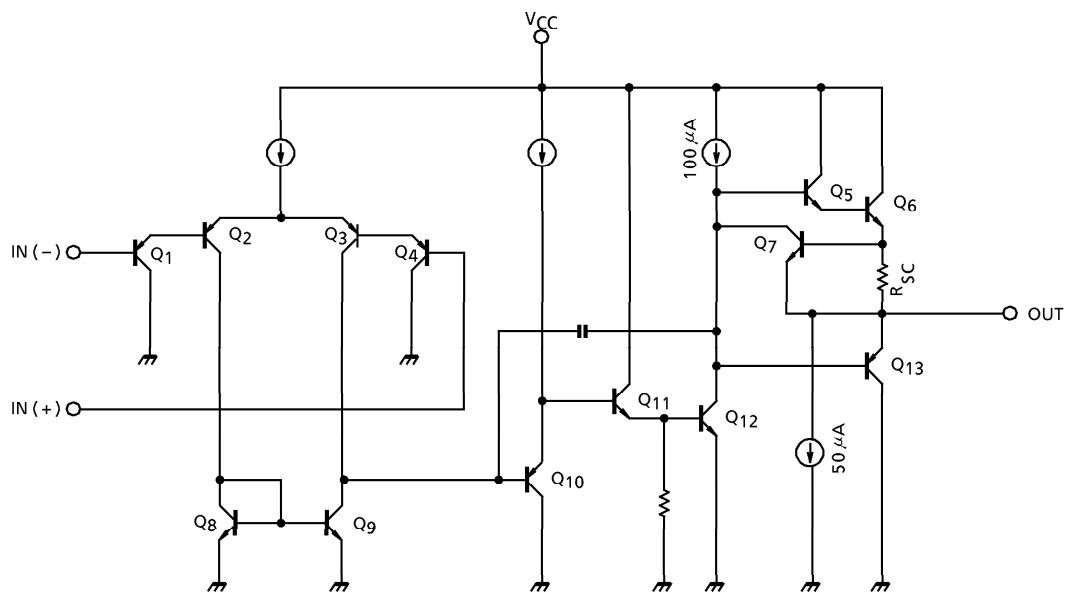 VCC
100 μA
Q5
Q6
IN (−)
Q1
Q2
Q3
Q4
Q7
RSC
OUT
Q13
IN (+)
Q11
Q12
50 μA
Q10
Q8
Q9